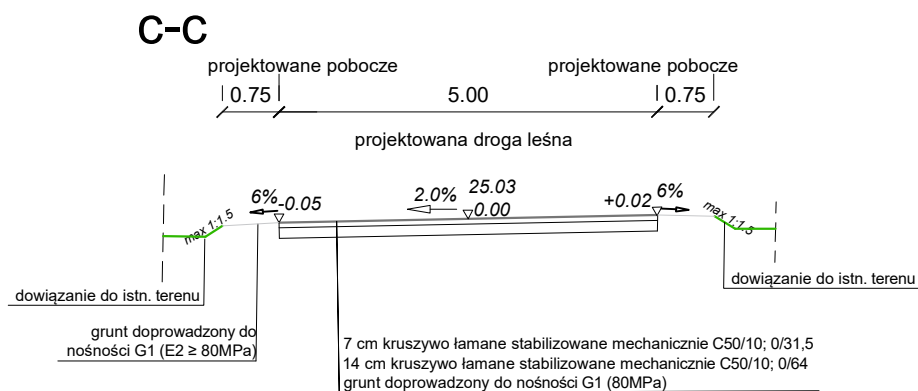 C-C
projektowane pobocze
projektowane pobocze
0.75
5.00
0.75
projektowana droga leśna
6%
-0.05
2.0%
25.03
0.00
+0.02
6%
max 1:1.5
max 1:1.5
dowiązanie do istn. terenu
dowiązanie do istn. terenu
grunt doprowadzony do
nośności G1 (E2 ≥ 80MPa)
7 cm kruszywo łamane stabilizowane mechanicznie C50/10; 0/31,5
14 cm kruszywo łamane stabilizowane mechanicznie C50/10; 0/64
grunt doprowadzony do nośności G1 (80MPa)